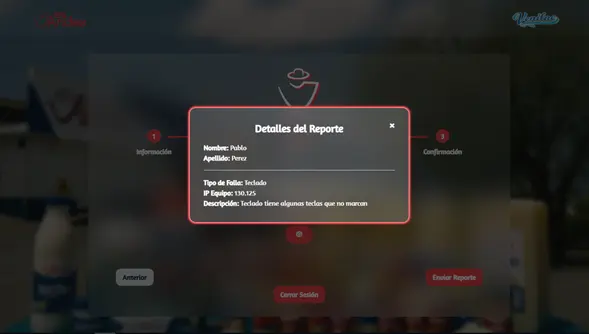 Yenilac
1
3
Información
Confirmación
Detalles del Reporte
×
Nombre: Pablo
Apellido: Perez
Tipo de Falla: Teclado
IP Equipo: 130.125
Descripción: Teclado tiene algunas teclas que no marcan
Anterior
Enviar Reporte
Cerrar Sesión